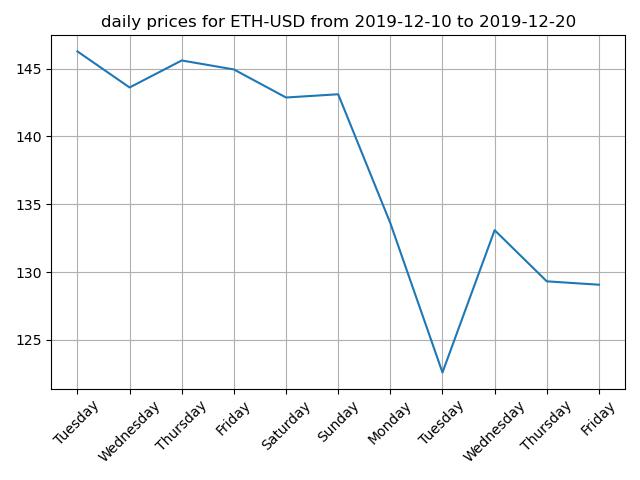 daily prices for ETH-USD from 2019-12-10 to 2019-12-20
145
140
135
130
125
Tuesday
Wednesday
Thursday
Friday
Saturday
Sunday
Monday
Tuesday
Wednesday
Thursday
Friday